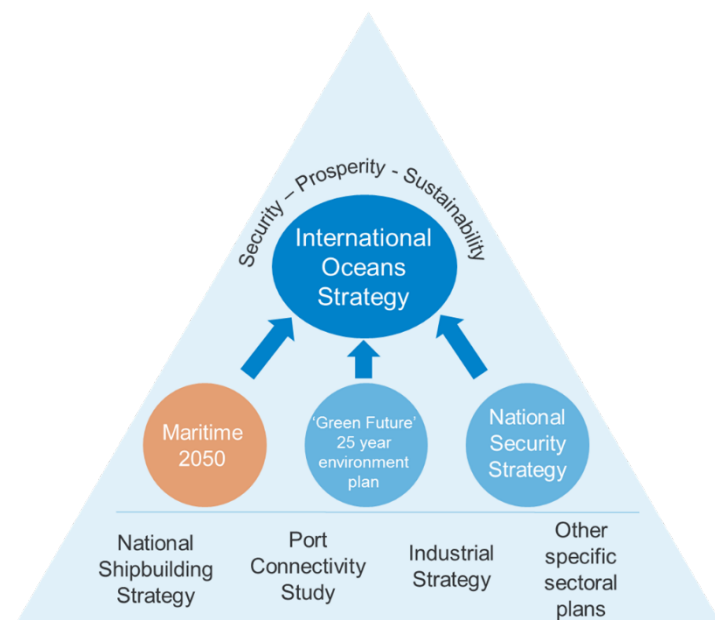 Security – Prosperity - Sustainability
International
Oceans
Strategy
Maritime
2050
‘Green Future’
25 year
environment
plan
National
Security
Strategy
National
Shipbuilding
Strategy
Port
Connectivity
Study
Industrial
Strategy
Other
specific
sectoral
plans